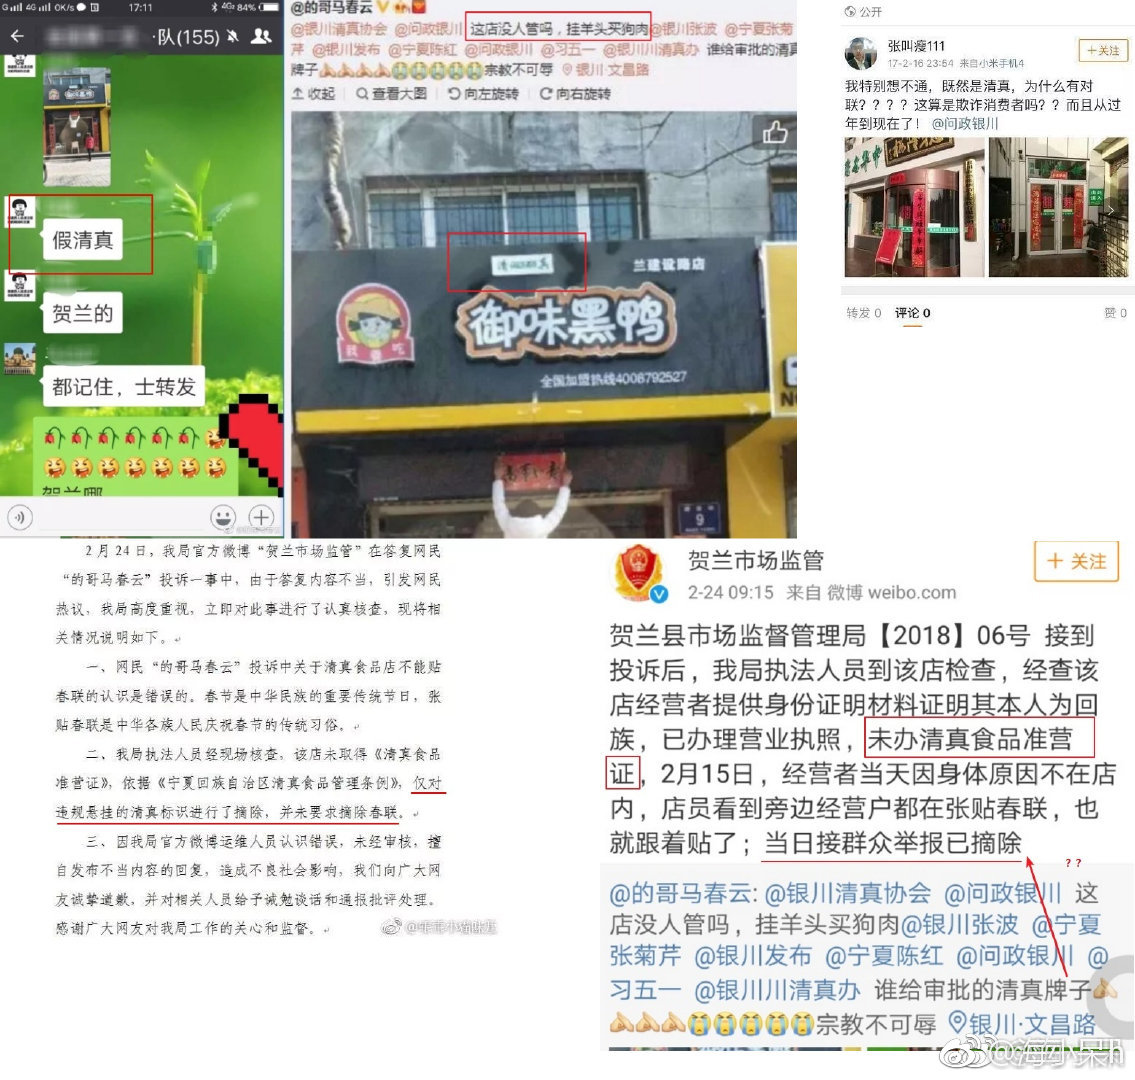 17:11
84%
·队(155)
假清真
贺兰的
都记住，士转发
贺兰哪
@的哥马春云
@银川清真协会 @问政银川 这店没人管吗，挂羊头买狗肉@银川张波 @宁夏张菊
芹 @银川发布 @宁夏陈红 @问政银川 @习五一 @银川川清真办 谁给审批的清真
牌子 宗教不可辱 银川·文昌路
收起 查看大图 向左旋转 向右旋转
清 真
兰建设路店
御味黑鸭
我要吃
全国加盟热线4006792527
9
公开
张叫瘦111
+关注
17-2-16 23:54 来自小米手机4
我特别想不通，既然是清真，为什么有对
联？？？？这算是欺诈消费者吗？？而且从过
年到现在了！ @问政银川
转发 0 评论 0 赞 0
2 月 24 日，我局官方微博“贺兰市场监管”在答复网民
“的哥马春云”投诉一事中，由于答复内容不当，引发网民
热议，我局高度重视，立即对此事进行了认真核查，现将相
关情况说明如下。
一、网民“的哥马春云”投诉中关于清真食品店不能贴
春联的认识是错误的。春节是中华民族的重要传统节日，张
贴春联是中华各族人民庆祝春节的传统习俗。
二、我局执法人员经现场核查，该店未取得《清真食品
准营证》，依据《宁夏回族自治区清真食品管理条例》，仅对
违规悬挂的清真标识进行了摘除，并未要求摘除春联。
三、因我局官方微博运维人员认识错误，未经审核，擅
自发布不当内容的回复，造成不良社会影响，我们向广大网
友诚挚道歉，并对相关人员给予诫勉谈话和通报批评处理。
感谢广大网友对我局工作的关心和监督。
贺兰市场监管
+ 关注
2-24 09:15 来自 微博 weibo.com
贺兰县市场监督管理局【2018】06号 接到
投诉后，我局执法人员到该店检查，经查该
店经营者提供身份证明材料证明其本人为回
族，已办理营业执照，未办清真食品准营
证，2月15日，经营者当天因身体原因不在店
内，店员看到旁边经营户都在张贴春联，也
就跟着贴了；当日接群众举报已摘除
??
@的哥马春云: @银川清真协会 @问政银川 这
店没人管吗，挂羊头买狗肉@银川张波 @宁夏
张菊芹 @银川发布 @宁夏陈红 @问政银川 @
习五一 @银川川清真办 谁给审批的清真牌子
宗教不可辱 银川·文昌路